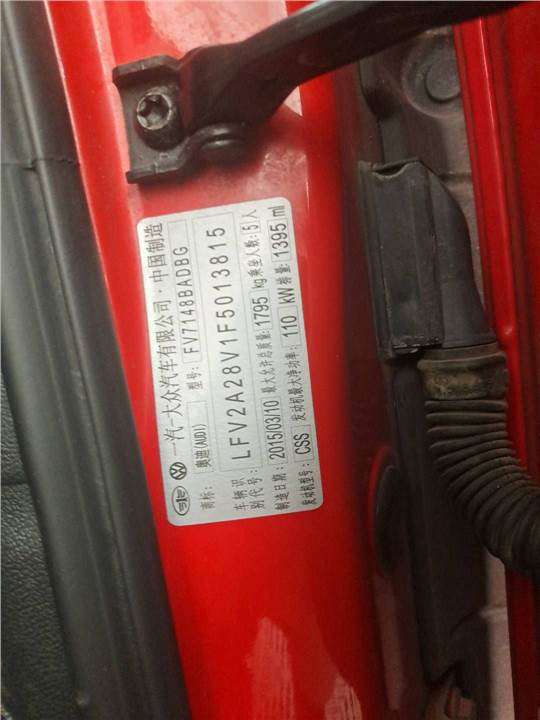 一汽-大众汽车有限公司·中国制造
商标: 奥迪(AUDI) 型号: FV7148BADBG
车辆识别代号: LFV2A28V1F5013815
制造日期: 2015/03/10 最大允许总质量: 1795 kg 乘坐人数: 5人
发动机型号: CSS 发动机最大净功率: 110 kW 排量: 1395 ml